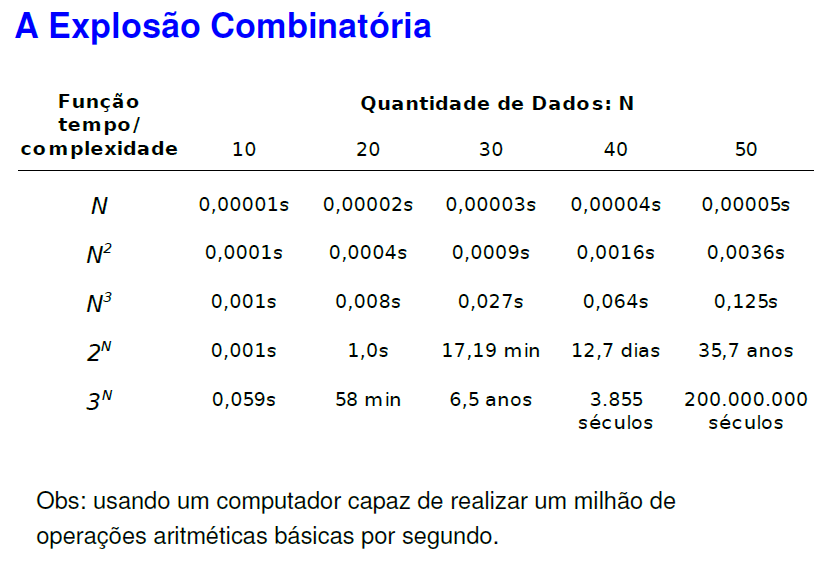 A Explosão Combinatória
Função
tempo/
complexidade
Quantidade de Dados: N
10 20 30 40 50
N 0,00001s 0,00002s 0,00003s 0,00004s 0,00005s
N² 0,0001s 0,0004s 0,0009s 0,0016s 0,0036s
N³ 0,001s 0,008s 0,027s 0,064s 0,125s
2ᴺ 0,001s 1,0s 17,19 min 12,7 dias 35,7 anos
3ᴺ 0,059s 58 min 6,5 anos 3.855 séculos 200.000.000 séculos
Obs: usando um computador capaz de realizar um milhão de
operações aritméticas básicas por segundo.